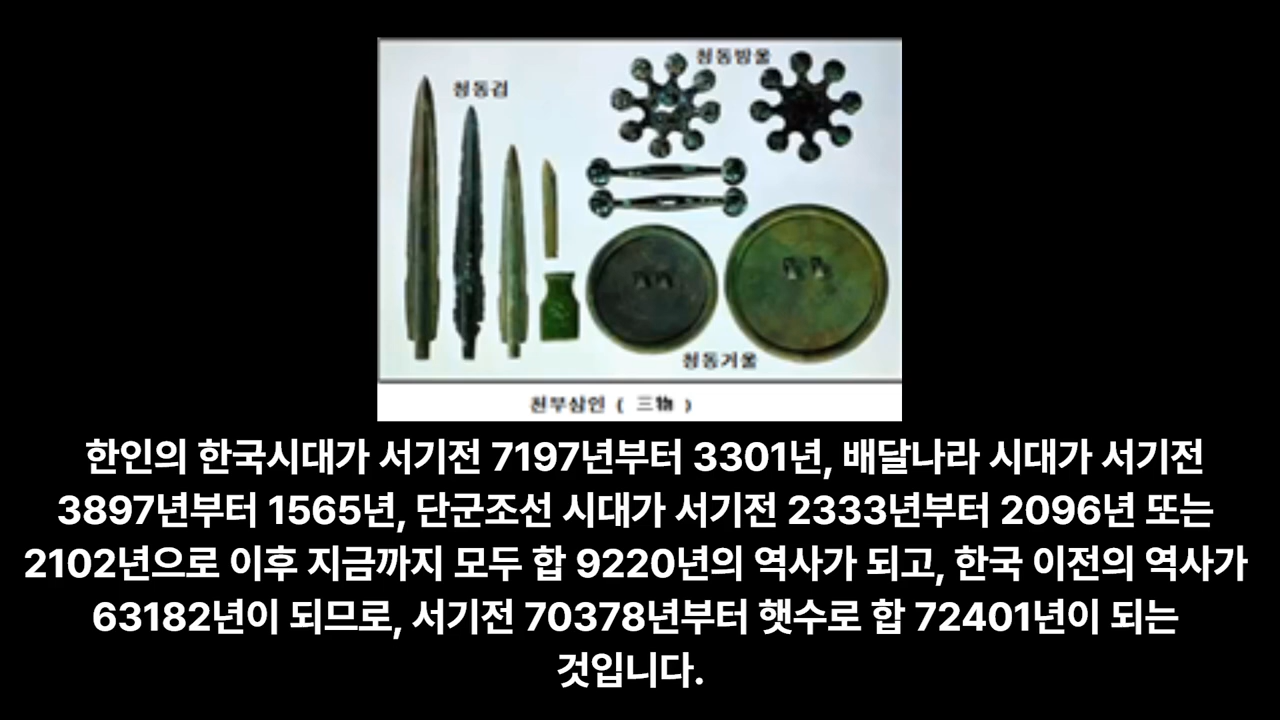 청동방울
청동검
청동거울
천부삼인 ( 三物 )
한인의 한국시대가 서기전 7197년부터 3301년, 배달나라 시대가 서기전
3897년부터 1565년, 단군조선 시대가 서기전 2333년부터 2096년 또는
2102년으로 이후 지금까지 모두 합 9220년의 역사가 되고, 한국 이전의 역사가
63182년이 되므로, 서기전 70378년부터 햇수로 합 72401년이 되는
것입니다.